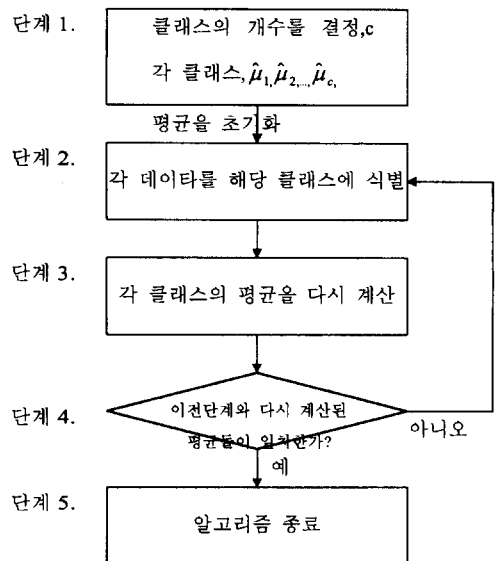 단계 1.
클래스의 개수를 결정,c
각 클래스, μ̂₁, μ̂₂,..., μ̂c,
평균을 초기화
단계 2.
각 데이타를 해당 클래스에 식별
단계 3.
각 클래스의 평균을 다시 계산
단계 4.
이전단계와 다시 계산된
평균들이 일치한가?
아니오
예
단계 5.
알고리즘 종료